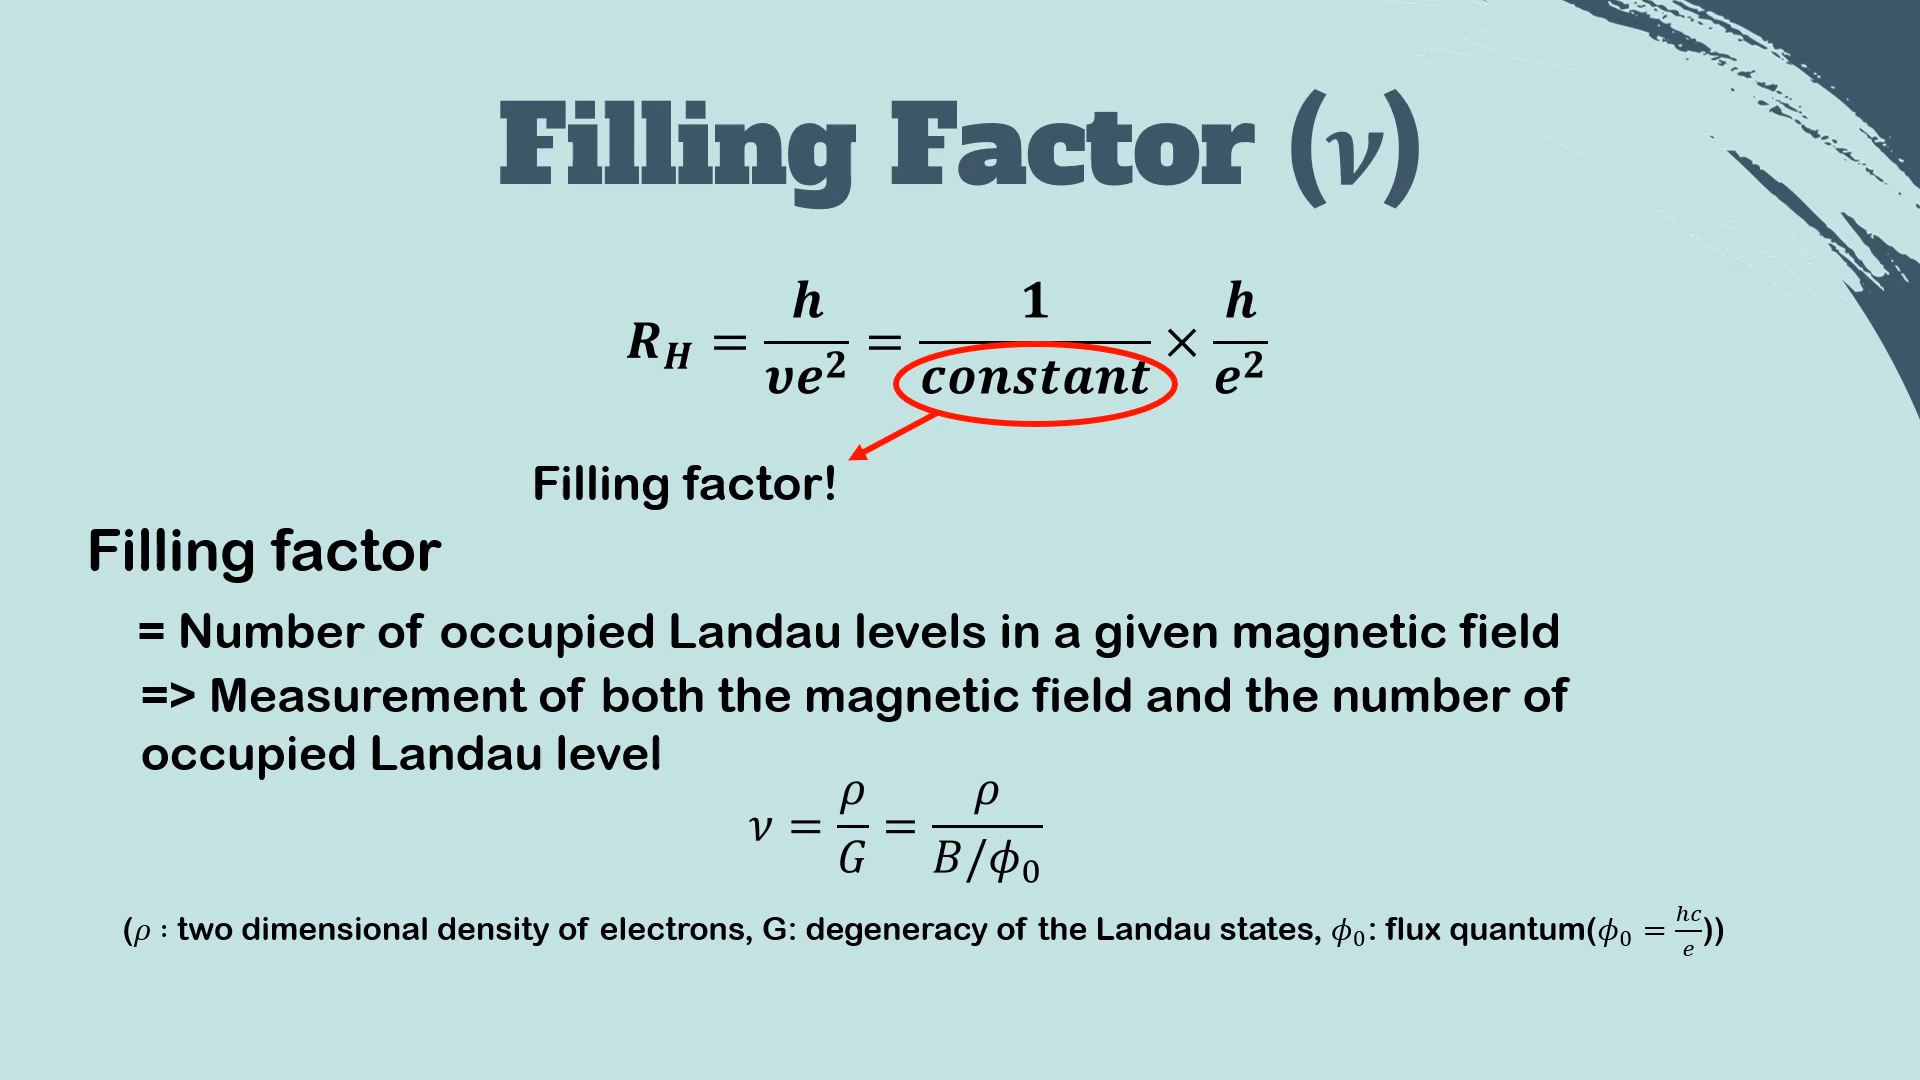 Filling Factor (ν)
R_H = h/υe² = 1/constant × h/e²
Filling factor!
Filling factor
= Number of occupied Landau levels in a given magnetic field
=> Measurement of both the magnetic field and the number of
occupied Landau level
ν = ρ/G = ρ/(B/ϕ₀)
(ρ : two dimensional density of electrons, G: degeneracy of the Landau states, ϕ₀: flux quantum(ϕ₀ = hc/e))